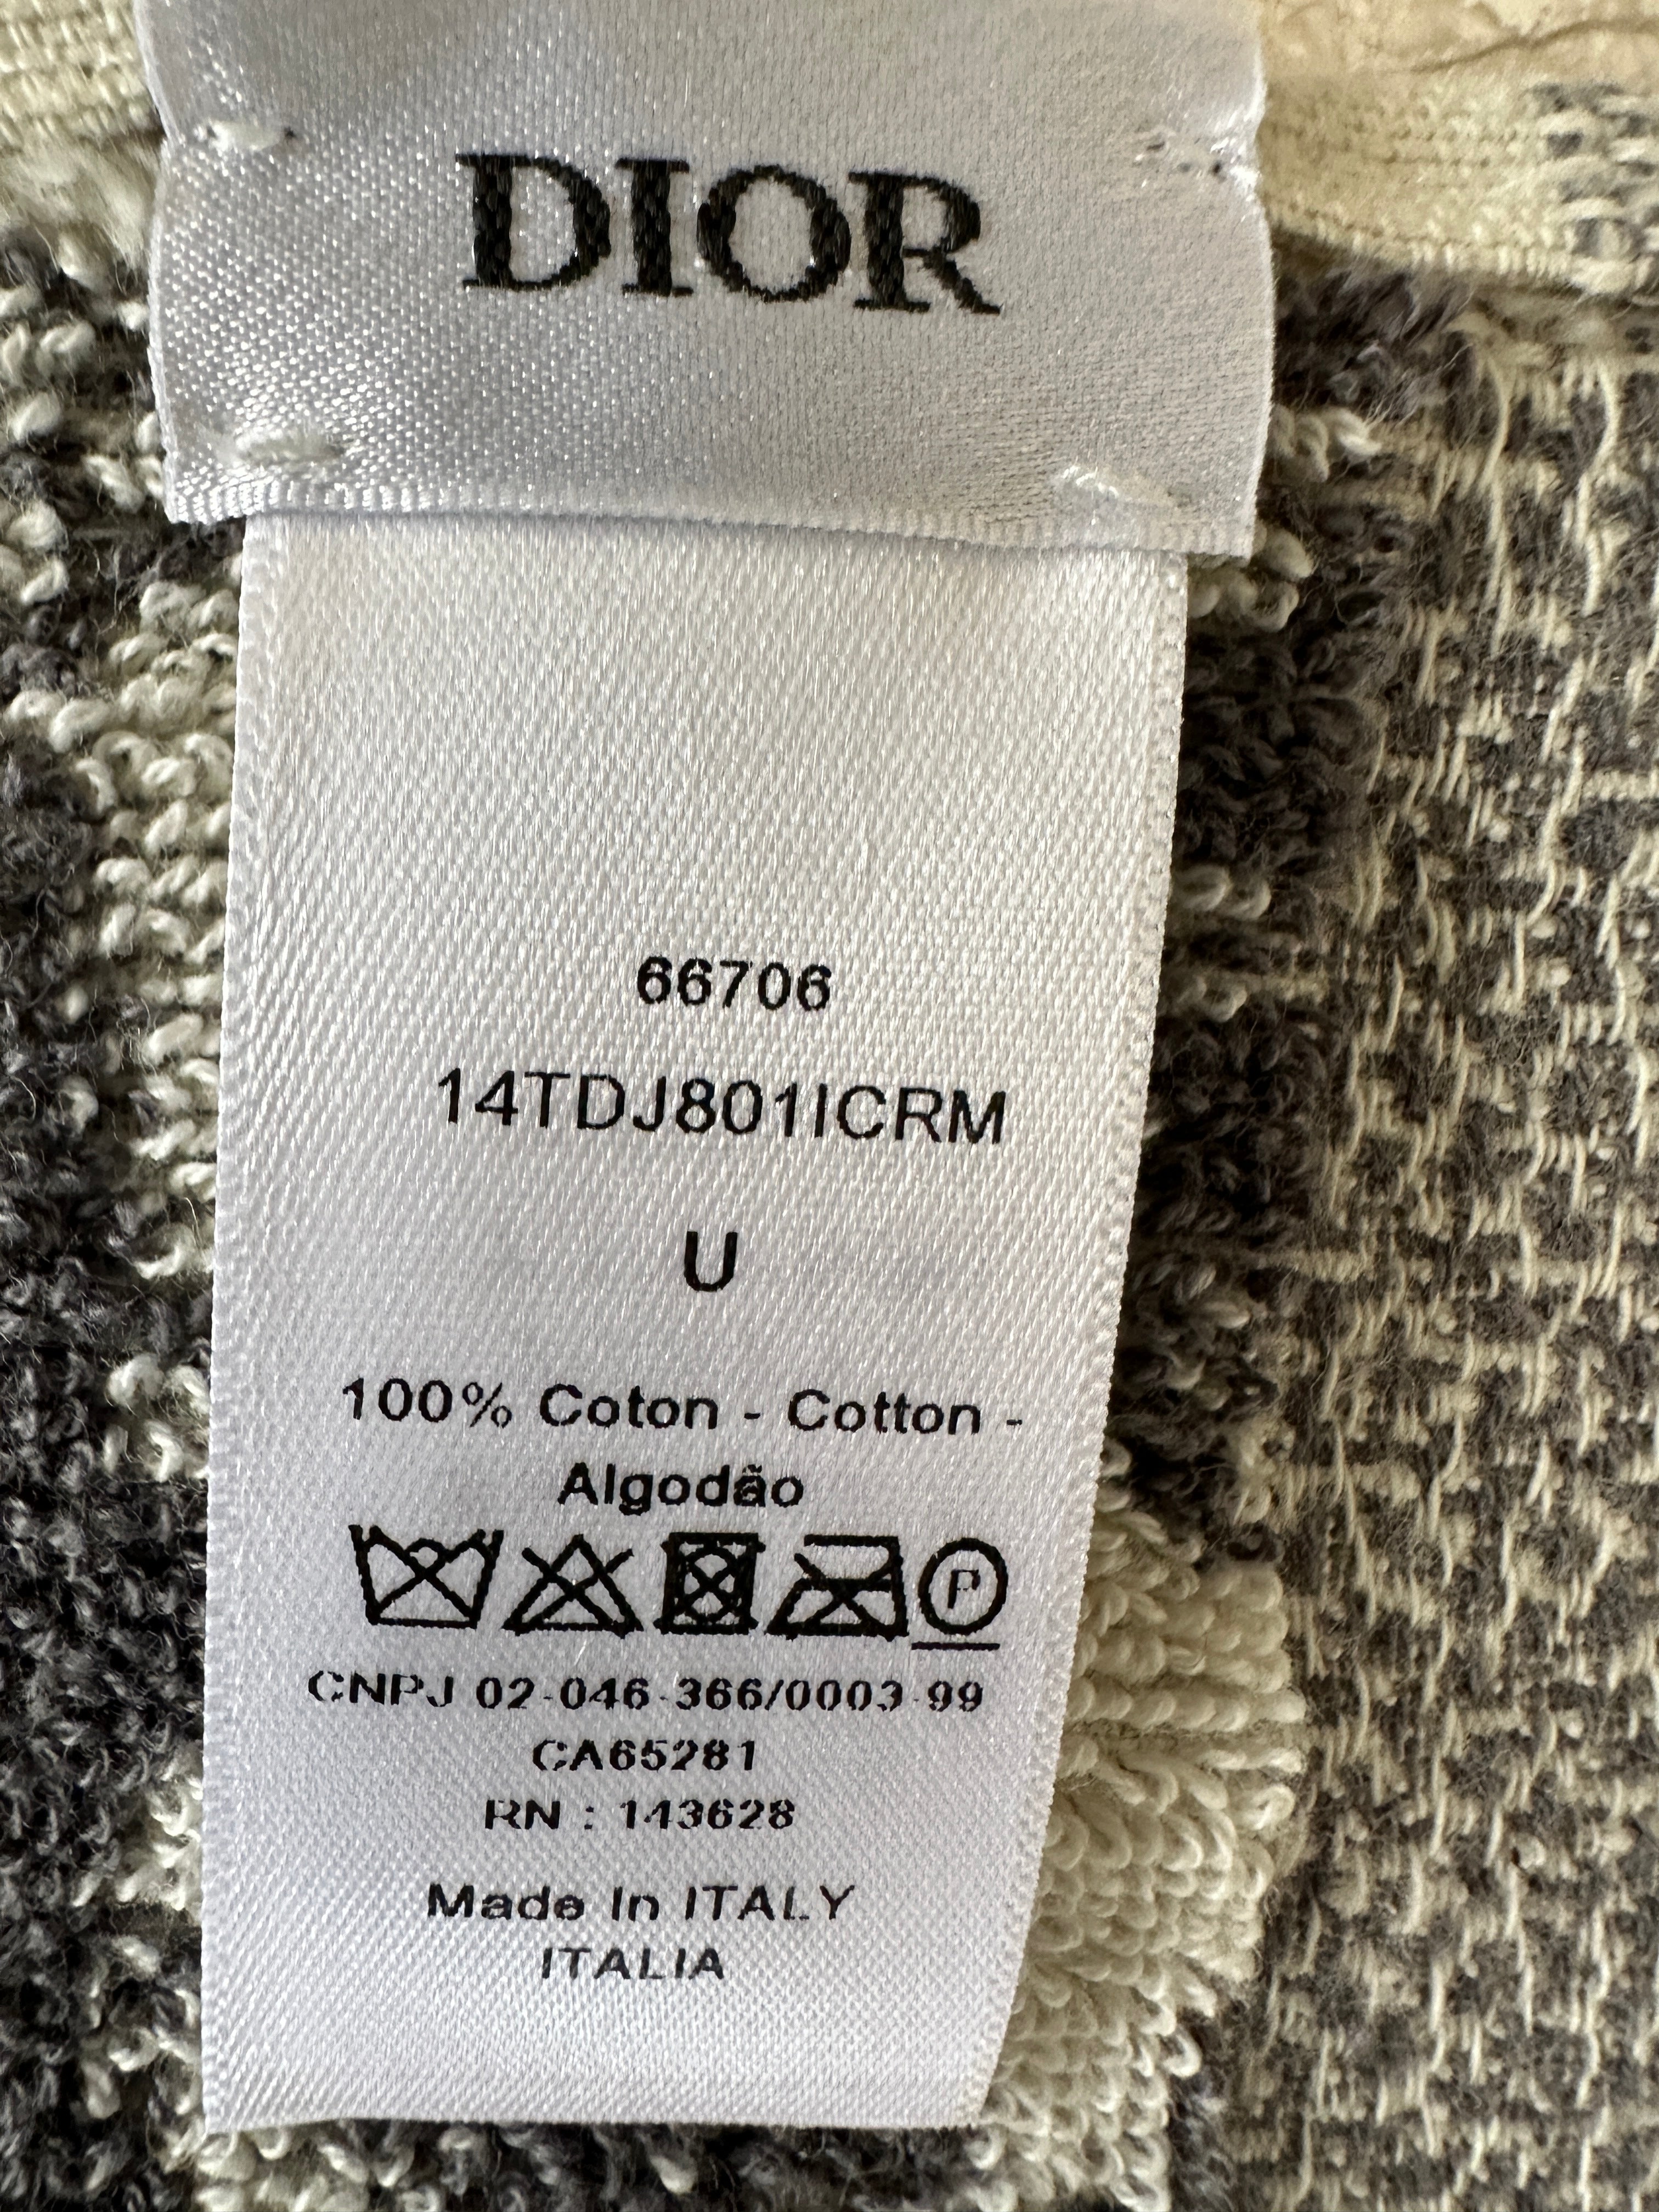 DIOR
66706
14TDJ801ICRM
U
100% Coton - Cotton -
Algodão
P
CNPJ 02-046-366/0003-99
CA65281
RN : 143628
Made In ITALY
ITALIA